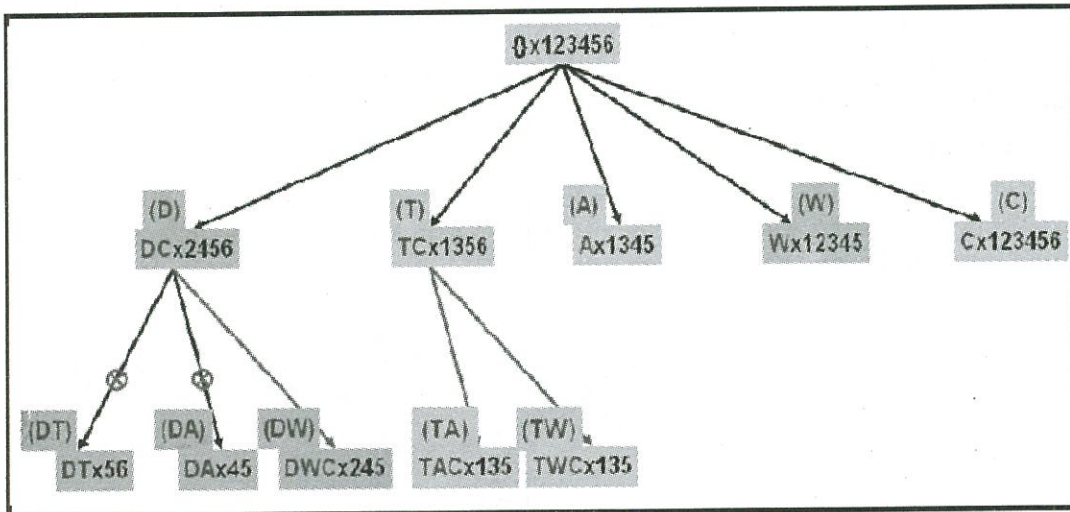 {}x123456
(D)
DCx2456
(T)
TCx1356
(A)
Ax1345
(W)
Wx12345
(C)
Cx123456
(DT)
DTx56
(DA)
DAx45
(DW)
DWCx245
(TA)
TACx135
(TW)
TWCx135